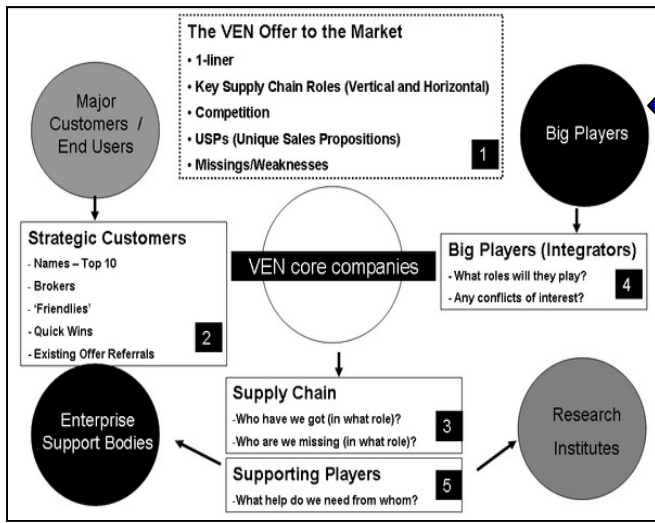 The VEN Offer to the Market
• 1-liner
• Key Supply Chain Roles (Vertical and Horizontal)
• Competition
• USPs (Unique Sales Propositions)
• Missings/Weaknesses
1
Major
Customers /
End Users
Big Players
Strategic Customers
- Names – Top 10
- Brokers
- ‘Friendlies’
- Quick Wins
- Existing Offer Referrals
2
VEN core companies
Big Players (Integrators)
- What roles will they play?
- Any conflicts of interest?
4
Supply Chain
-Who have we got (in what role)?
-Who are we missing (in what role)?
3
Enterprise
Support Bodies
Research
Institutes
Supporting Players
-What help do we need from whom?
5